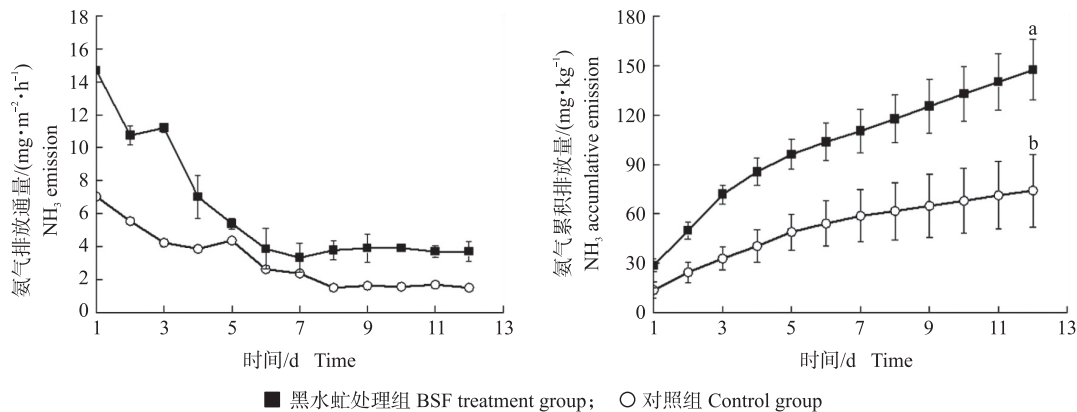 氨气排放通量/(mg·m⁻²·h⁻¹)
NH₃ emission
18
16
14
12
10
8
6
4
2
0
1 3 5 7 9 11 13
时间/d Time
氨气累积排放量/(mg·kg⁻¹)
NH₃ accumlative emission
180
150
120
90
60
30
0
a
b
1 3 5 7 9 11 13
时间/d Time
黑水虻处理组 BSF treatment group; 对照组 Control group